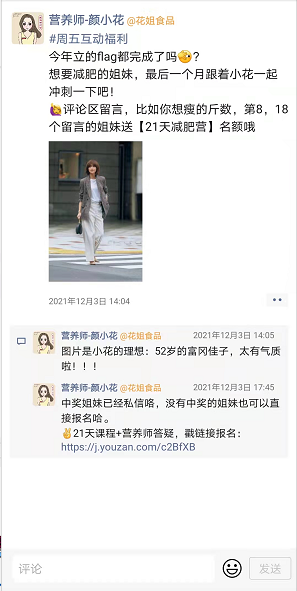 营养师-颜小花 @花姐食品
#周五互动福利
今年立的flag都完成了吗🧐？
想要减肥的姐妹，最后一个月跟着小花一起
冲刺一下吧！
🙋评论区留言，比如你想瘦的斤数，第8，18
个留言的姐妹送【21天减肥营】名额哦
2021年12月3日 14:04
营养师-颜小花 @花姐食品 2021年12月3日 14:05
图片是小花的理想：52岁的富冈佳子，太有气质
啦！！！
营养师-颜小花 @花姐食品 2021年12月3日 17:45
中奖姐妹已经私信咯，没有中奖的姐妹也可以直
接报名哈。
✌21天课程+营养师答疑，戳链接报名：
https://j.youzan.com/c2BfXB
评论 发送